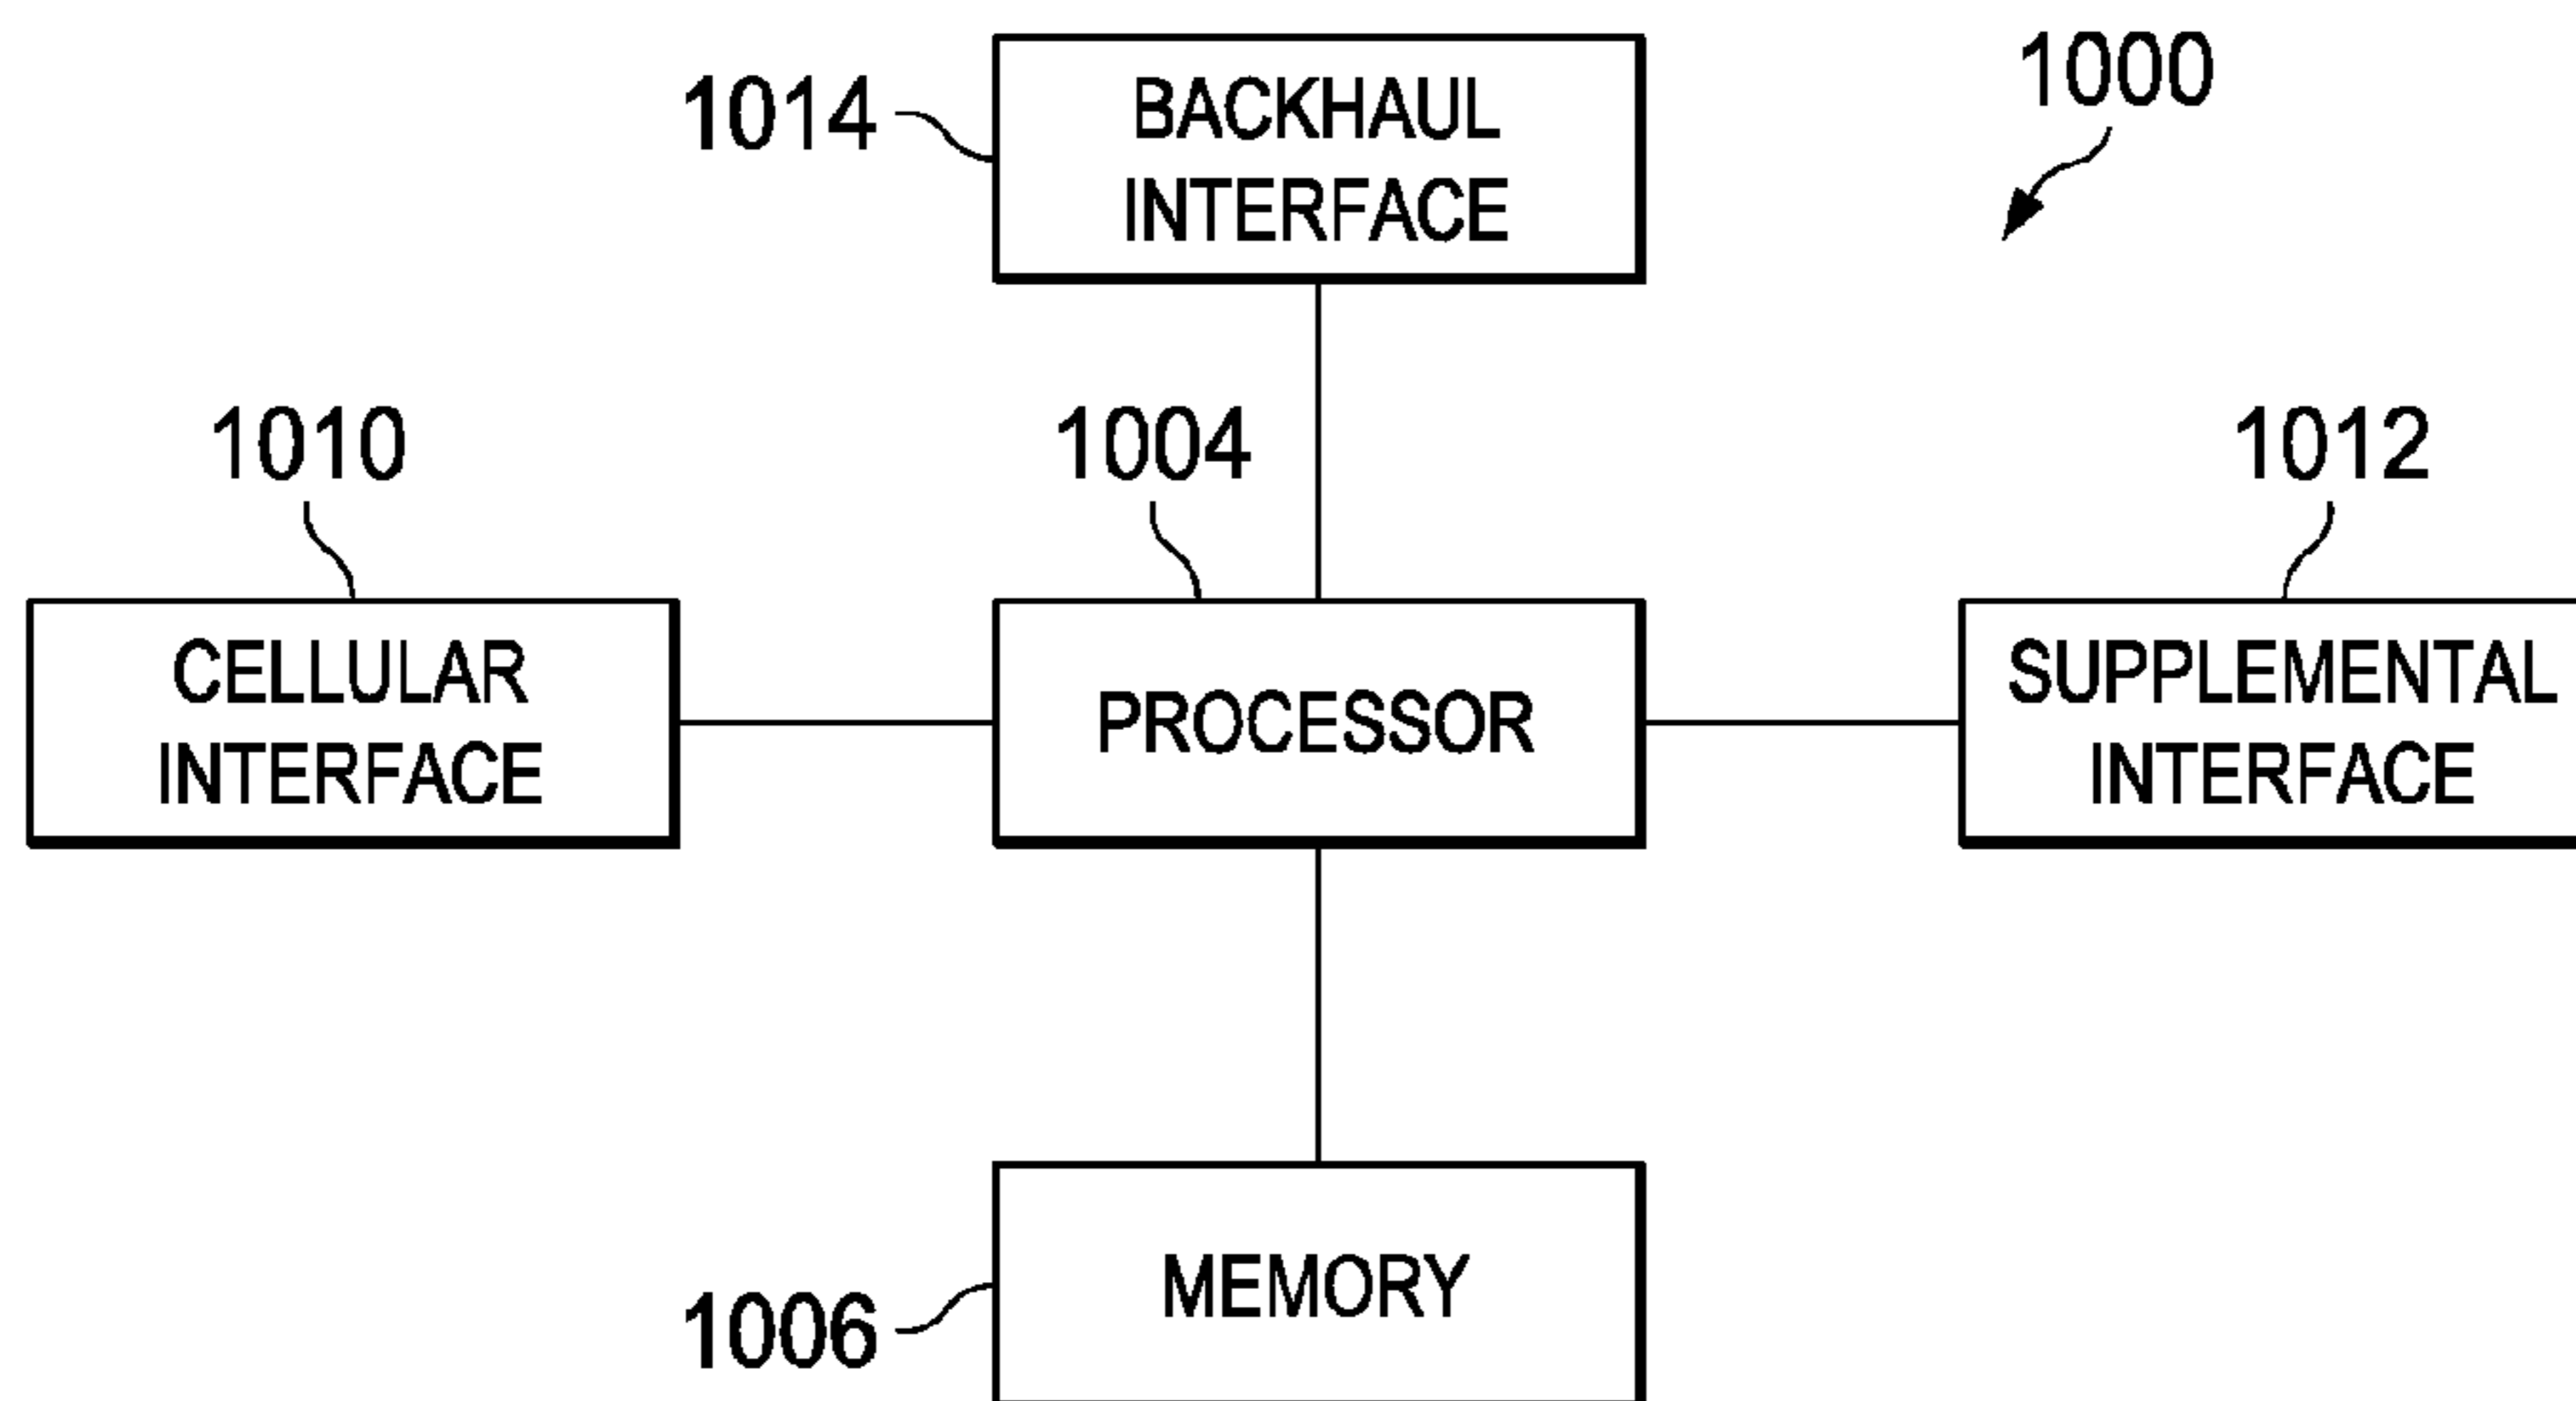 1014
BACKHAUL
INTERFACE
1000
1010
1004
1012
CELLULAR
INTERFACE
PROCESSOR
SUPPLEMENTAL
INTERFACE
1006
MEMORY